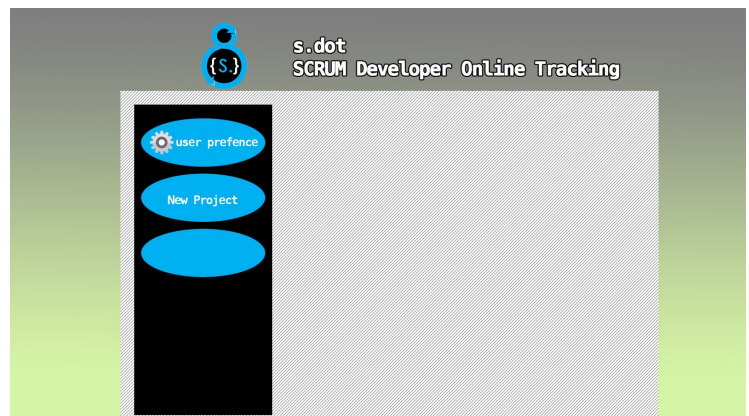 {S.}
s.dot
SCRUM Developer Online Tracking
user prefence
New Project